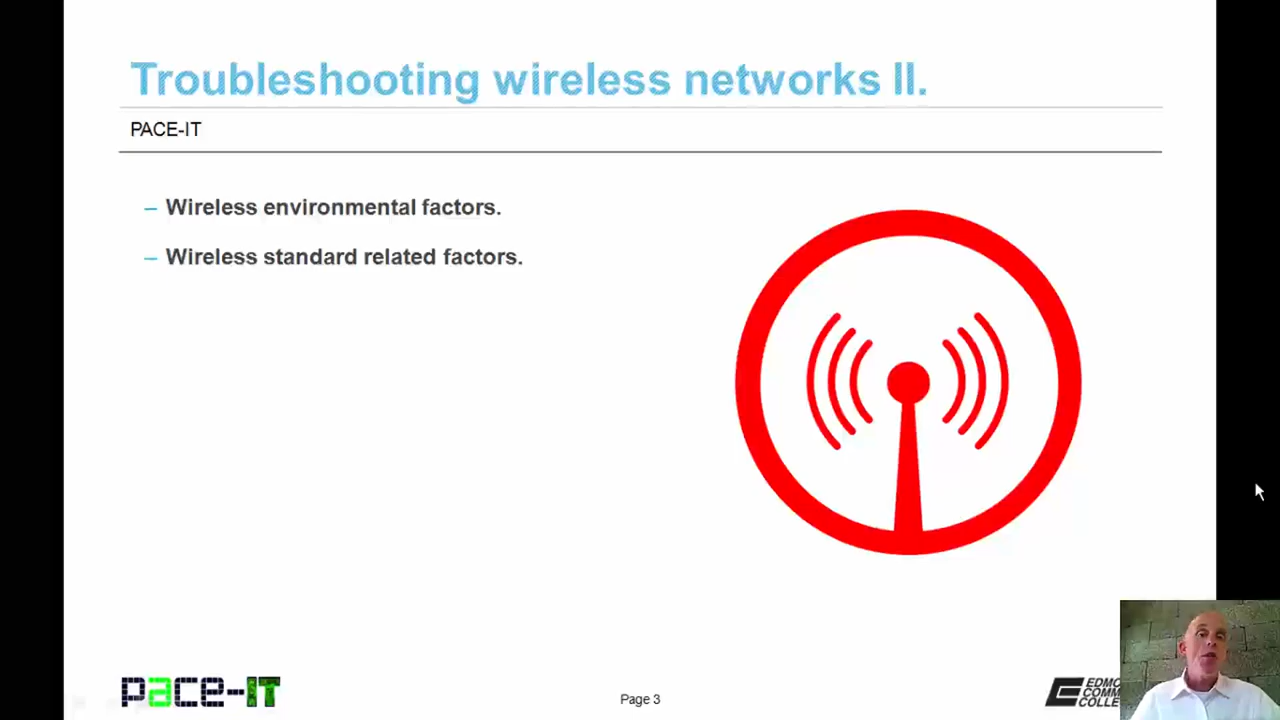 Troubleshooting wireless networks II.
PACE-IT
– Wireless environmental factors.
– Wireless standard related factors.
pace-IT
Page 3